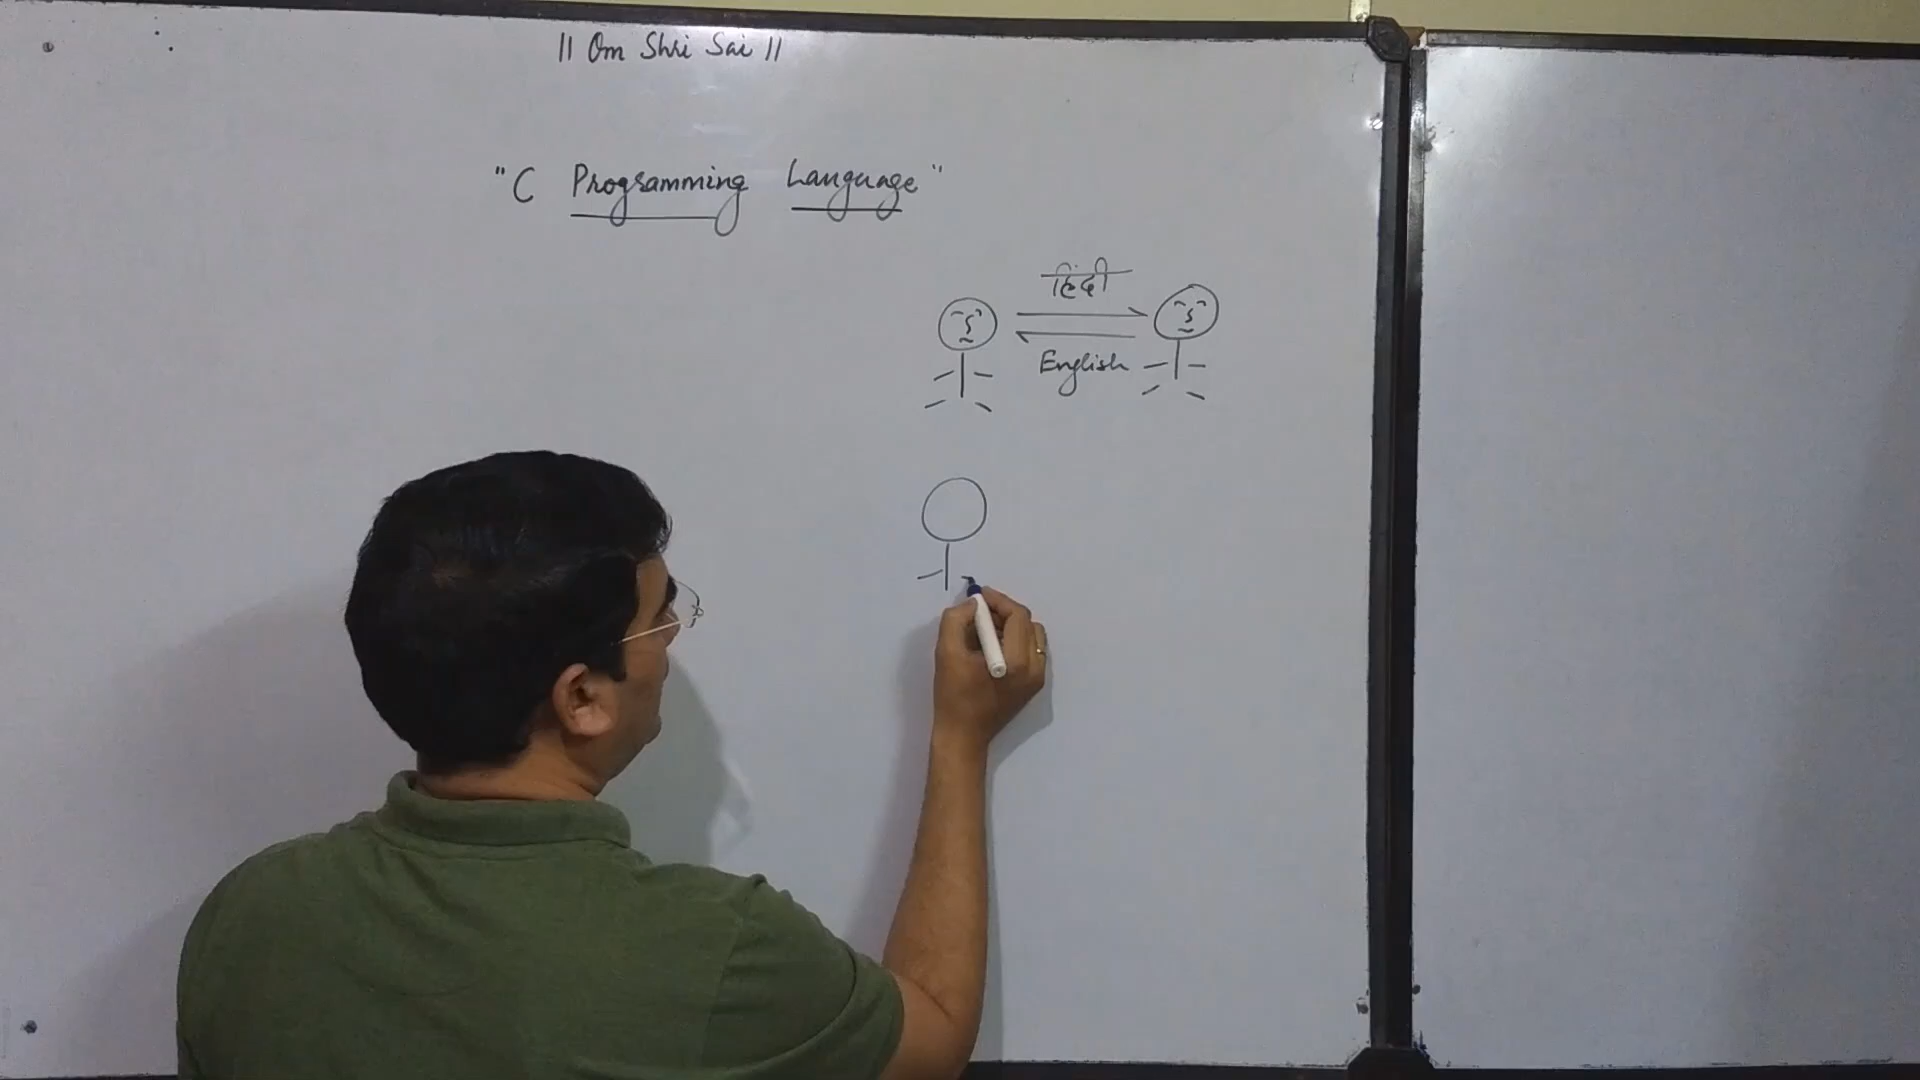 || Om Shri Sai ||
"C Programming Language"
हिंदी
English